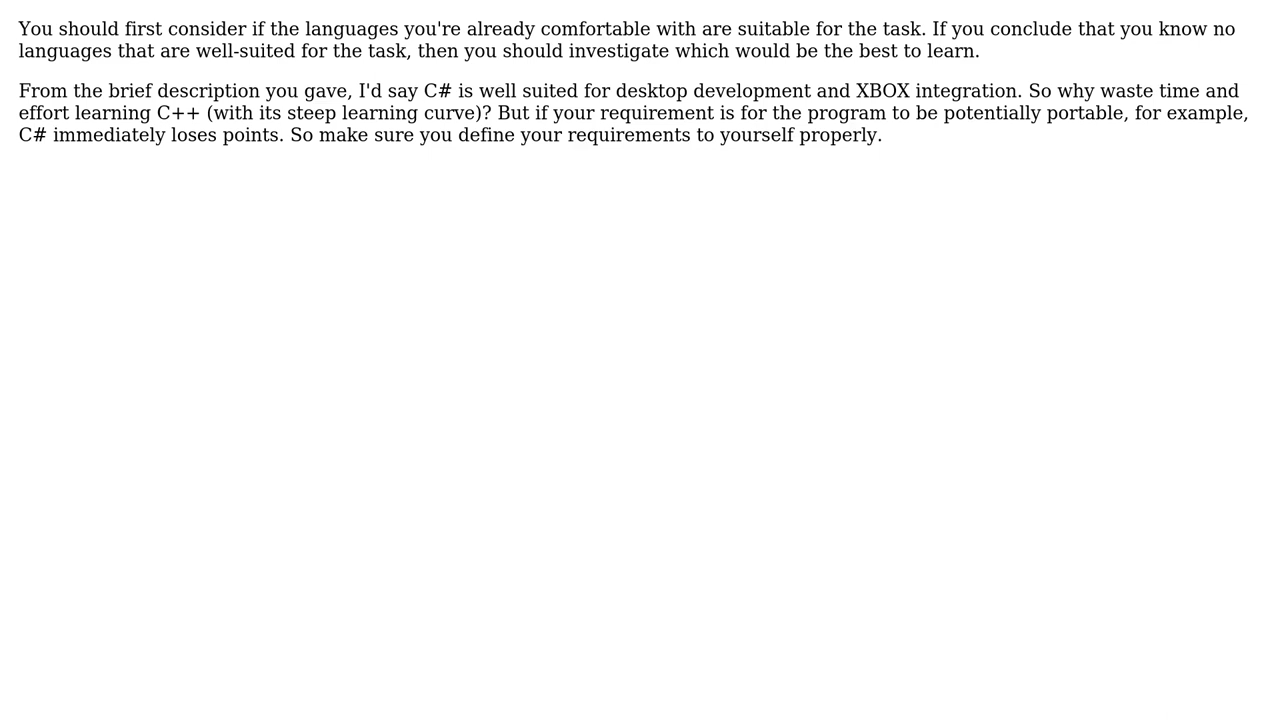 You should first consider if the languages you're already comfortable with are suitable for the task. If you conclude that you know no
languages that are well-suited for the task, then you should investigate which would be the best to learn.
From the brief description you gave, I'd say C# is well suited for desktop development and XBOX integration. So why waste time and
effort learning C++ (with its steep learning curve)? But if your requirement is for the program to be potentially portable, for example,
C# immediately loses points. So make sure you define your requirements to yourself properly.